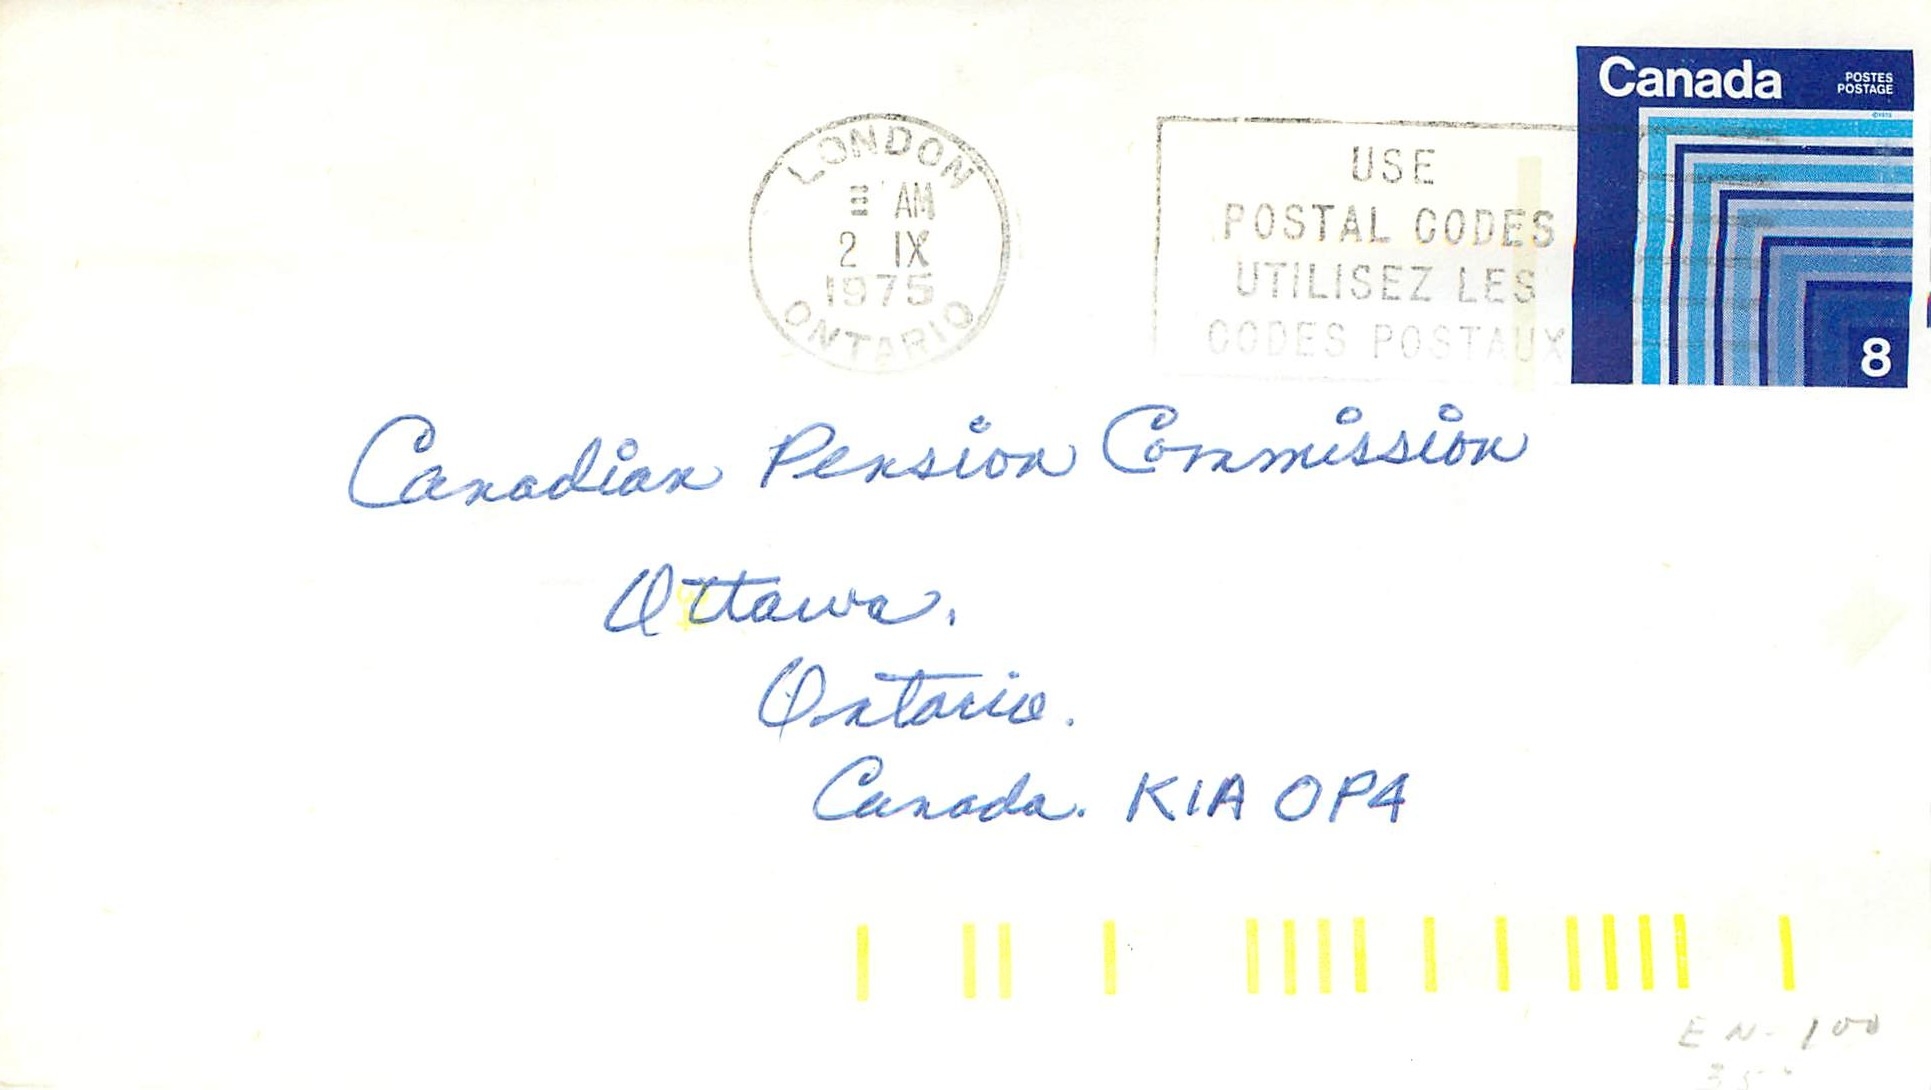 Canada
POSTES
POSTAGE
8
LONDON
AM
2 IX
1975
ONTARIO
USE
POSTAL CODES
UTILISEZ LES
CODES POSTAUX
Canadian Pension Commission
Ottawa,
Ontario.
Canada. K1A OP4
EN-100